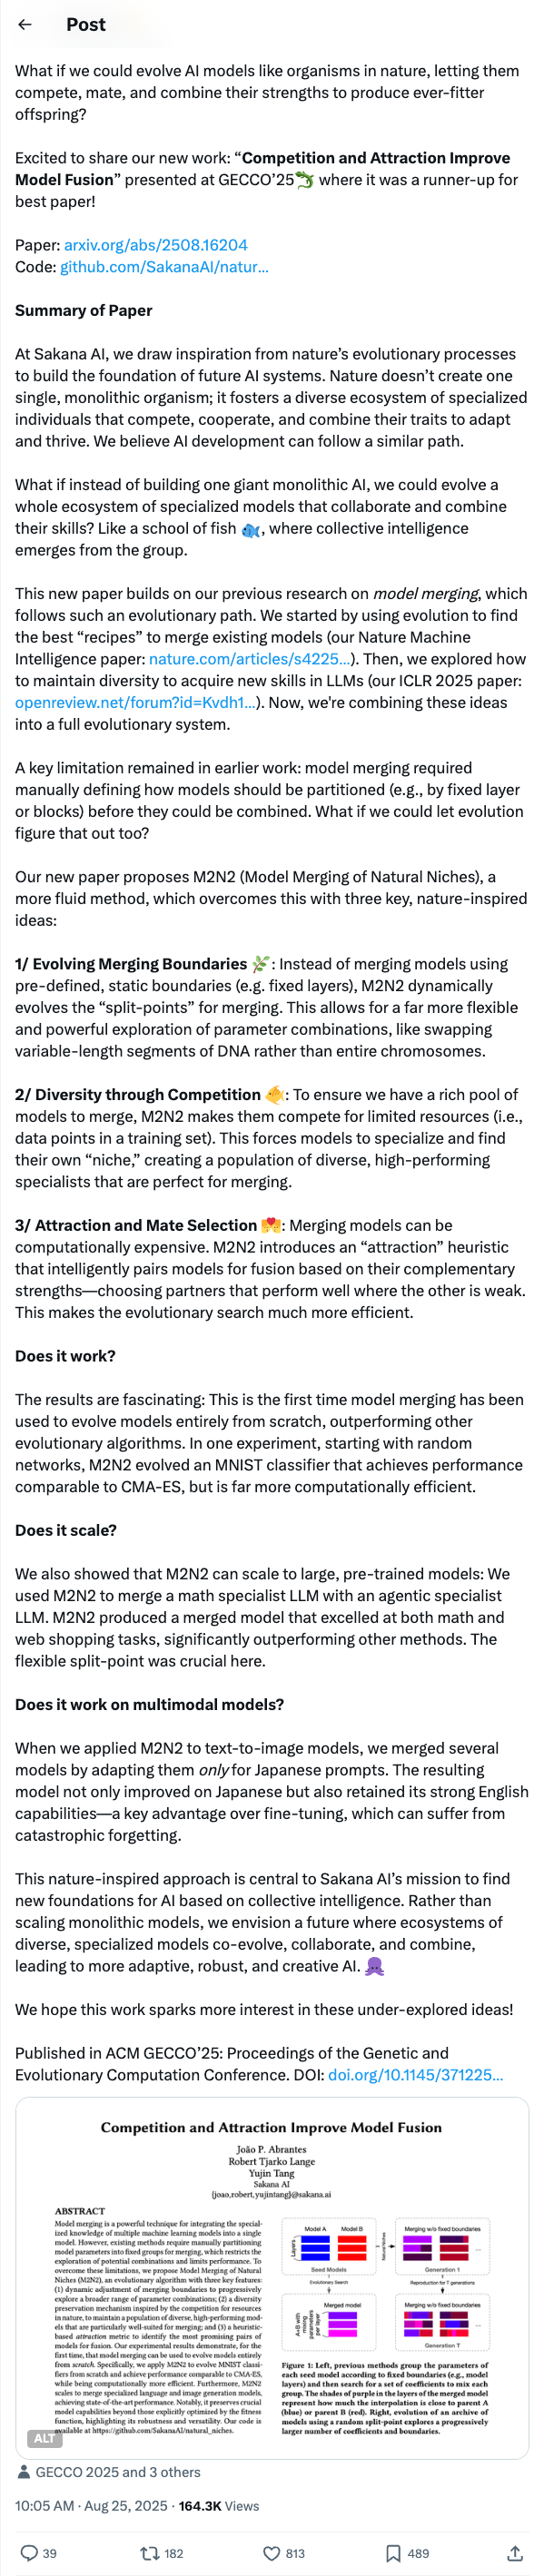 Post
What if we could evolve AI models like organisms in nature, letting them
compete, mate, and combine their strengths to produce ever-fitter
offspring?
Excited to share our new work: “Competition and Attraction Improve
Model Fusion” presented at GECCO’25🦎 where it was a runner-up for
best paper!
Paper: arxiv.org/abs/2508.16204
Code: github.com/SakanaAI/natur...
Summary of Paper
At Sakana AI, we draw inspiration from nature’s evolutionary processes
to build the foundation of future AI systems. Nature doesn’t create one
single, monolithic organism; it fosters a diverse ecosystem of specialized
individuals that compete, cooperate, and combine their traits to adapt
and thrive. We believe AI development can follow a similar path.
What if instead of building one giant monolithic AI, we could evolve a
whole ecosystem of specialized models that collaborate and combine
their skills? Like a school of fish 🐟, where collective intelligence
emerges from the group.
This new paper builds on our previous research on model merging, which
follows such an evolutionary path. We started by using evolution to find
the best “recipes” to merge existing models (our Nature Machine
Intelligence paper: nature.com/articles/s4225...). Then, we explored how
to maintain diversity to acquire new skills in LLMs (our ICLR 2025 paper:
openreview.net/forum?id=Kvdh1...). Now, we're combining these ideas
into a full evolutionary system.
A key limitation remained in earlier work: model merging required
manually defining how models should be partitioned (e.g., by fixed layer
or blocks) before they could be combined. What if we could let evolution
figure that out too?
Our new paper proposes M2N2 (Model Merging of Natural Niches), a
more fluid method, which overcomes this with three key, nature-inspired
ideas:
1/ Evolving Merging Boundaries 🌿: Instead of merging models using
pre-defined, static boundaries (e.g. fixed layers), M2N2 dynamically
evolves the “split-points” for merging. This allows for a far more flexible
and powerful exploration of parameter combinations, like swapping
variable-length segments of DNA rather than entire chromosomes.
2/ Diversity through Competition 🐠: To ensure we have a rich pool of
models to merge, M2N2 makes them compete for limited resources (i.e.,
data points in a training set). This forces models to specialize and find
their own “niche,” creating a population of diverse, high-performing
specialists that are perfect for merging.
3/ Attraction and Mate Selection 💏: Merging models can be
computationally expensive. M2N2 introduces an “attraction” heuristic
that intelligently pairs models for fusion based on their complementary
strengths—choosing partners that perform well where the other is weak.
This makes the evolutionary search much more efficient.
Does it work?
The results are fascinating: This is the first time model merging has been
used to evolve models entirely from scratch, outperforming other
evolutionary algorithms. In one experiment, starting with random
networks, M2N2 evolved an MNIST classifier that achieves performance
comparable to CMA-ES, but is far more computationally efficient.
Does it scale?
We also showed that M2N2 can scale to large, pre-trained models: We
used M2N2 to merge a math specialist LLM with an agentic specialist
LLM. M2N2 produced a merged model that excelled at both math and
web shopping tasks, significantly outperforming other methods. The
flexible split-point was crucial here.
Does it work on multimodal models?
When we applied M2N2 to text-to-image models, we merged several
models by adapting them only for Japanese prompts. The resulting
model not only improved on Japanese but also retained its strong English
capabilities—a key advantage over fine-tuning, which can suffer from
catastrophic forgetting.
This nature-inspired approach is central to Sakana AI’s mission to find
new foundations for AI based on collective intelligence. Rather than
scaling monolithic models, we envision a future where ecosystems of
diverse, specialized models co-evolve, collaborate, and combine,
leading to more adaptive, robust, and creative AI. 🐙
We hope this work sparks more interest in these under-explored ideas!
Published in ACM GECCO’25: Proceedings of the Genetic and
Evolutionary Computation Conference. DOI: doi.org/10.1145/371225...
Competition and Attraction Improve Model Fusion
João P. Abrantes
Robert Tjarko Lange
Yujin Tang
Sakana AI
{joao,robert,yujintang}@sakana.ai
ABSTRACT
Model merging is a powerful technique for integrating the special-
ized knowledge of multiple machine learning models into a single
model. However, existing methods require manually partitioning
model parameters into fixed groups for merging, which restricts the
exploration of potential combinations and limits performance. To
overcome these limitations, we propose Model Merging of Natural
Niches (M2N2), an evolutionary algorithm with three key features:
(1) dynamic adjustment of merging boundaries to progressively
explore a broader range of parameter combinations; (2) a diversity
preservation mechanism inspired by the competition for resources
in nature, to maintain a population of diverse, high-performing mod-
els that are particularly well-suited for merging; and (3) a heuristic-
based attraction metric to identify the most promising pairs of
models for fusion. Our experimental results demonstrate, for the
first time, that model merging can be used to evolve models entirely
from scratch. Specifically, we apply M2N2 to evolve MNIST classi-
fiers from scratch and achieve performance comparable to CMA-ES,
while being computationally more efficient. Furthermore, M2N2
scales to merge specialized language and image generation models,
achieving state-of-the-art performance. Notably, it preserves crucial
model capabilities beyond those explicitly optimized by the fitness
function, highlighting its robustness and versatility. Our code is
available at https://github.com/SakanaAI/natural_niches.
ALT
Model A
Model B
Layers
Seed Models
Evolutionary Search
Merged model
A+B with
mixing
parameters
per layer
Natural Niches
Merging w/o fixed boundaries
...
Generation 1
Reproduction for T generations
Merging w/o fixed boundaries
...
Generation T
Figure 1: Left, previous methods group the parameters of
each seed model according to fixed boundaries (e.g., model
layers) and then search for a set of coefficients to mix each
group. The shades of purple in the layers of the merged model
represent how much the interpolation is close to parent A
(blue) or parent B (red). Right, evolution of an archive of
models using a random split-point explores a progressively
larger number of coefficients and boundaries.
GECCO 2025 and 3 others
10:05 AM · Aug 25, 2025 · 164.3K Views
39
182
813
489